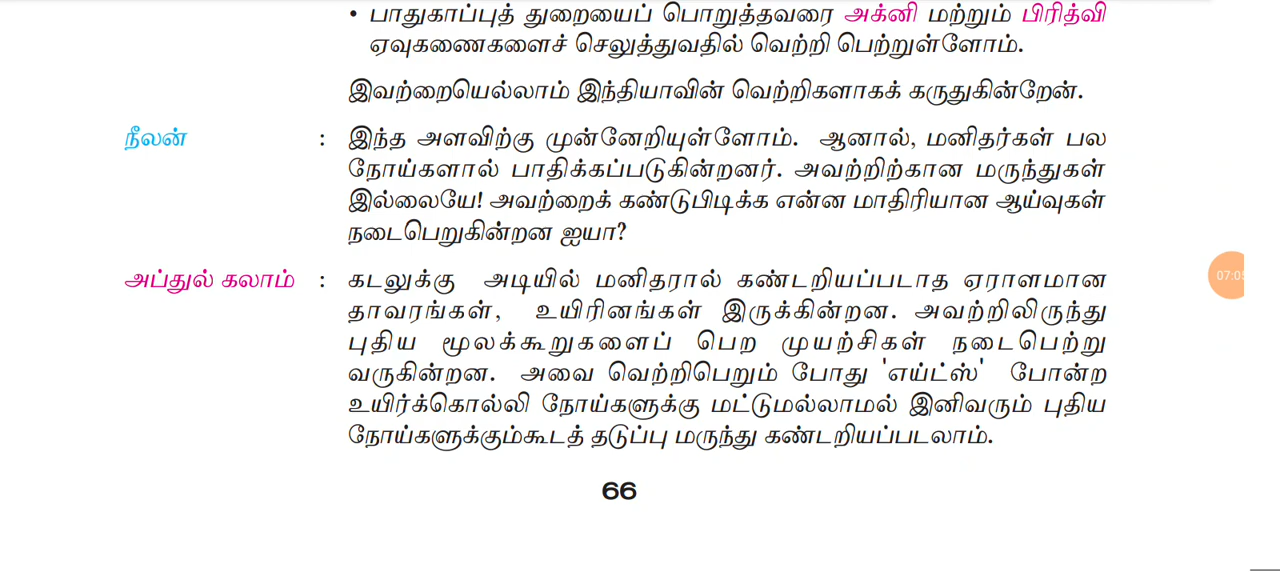 • பாதுகாப்புத் துறையைப் பொறுத்தவரை அக்னி மற்றும் பிரித்வி
ஏவுகணைகளைச் செலுத்துவதில் வெற்றி பெற்றுள்ளோம்.
இவற்றையெல்லாம் இந்தியாவின் வெற்றிகளாகக் கருதுகின்றேன்.
நீலன் : இந்த அளவிற்கு முன்னேறியுள்ளோம். ஆனால், மனிதர்கள் பல
நோய்களால் பாதிக்கப்படுகின்றனர். அவற்றிற்கான மருந்துகள்
இல்லையே! அவற்றைக் கண்டுபிடிக்க என்ன மாதிரியான ஆய்வுகள்
நடைபெறுகின்றன ஐயா?
அப்துல் கலாம் : கடலுக்கு அடியில் மனிதரால் கண்டறியப்படாத ஏராளமான
தாவரங்கள், உயிரினங்கள் இருக்கின்றன. அவற்றிலிருந்து
புதிய மூலக்கூறுகளைப் பெற முயற்சிகள் நடைபெற்று
வருகின்றன. அவை வெற்றிபெறும் போது 'எய்ட்ஸ்' போன்ற
உயிர்க்கொல்லி நோய்களுக்கு மட்டுமல்லாமல் இனிவரும் புதிய
நோய்களுக்கும்கூடத் தடுப்பு மருந்து கண்டறியப்படலாம்.
66